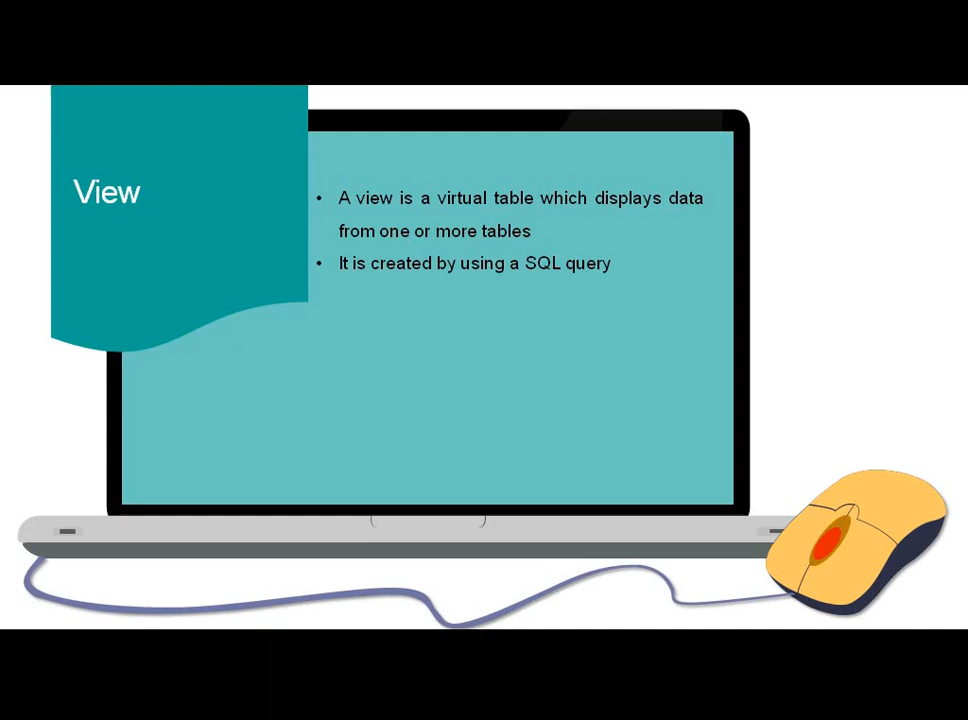 View
• A view is a virtual table which displays data
from one or more tables
• It is created by using a SQL query